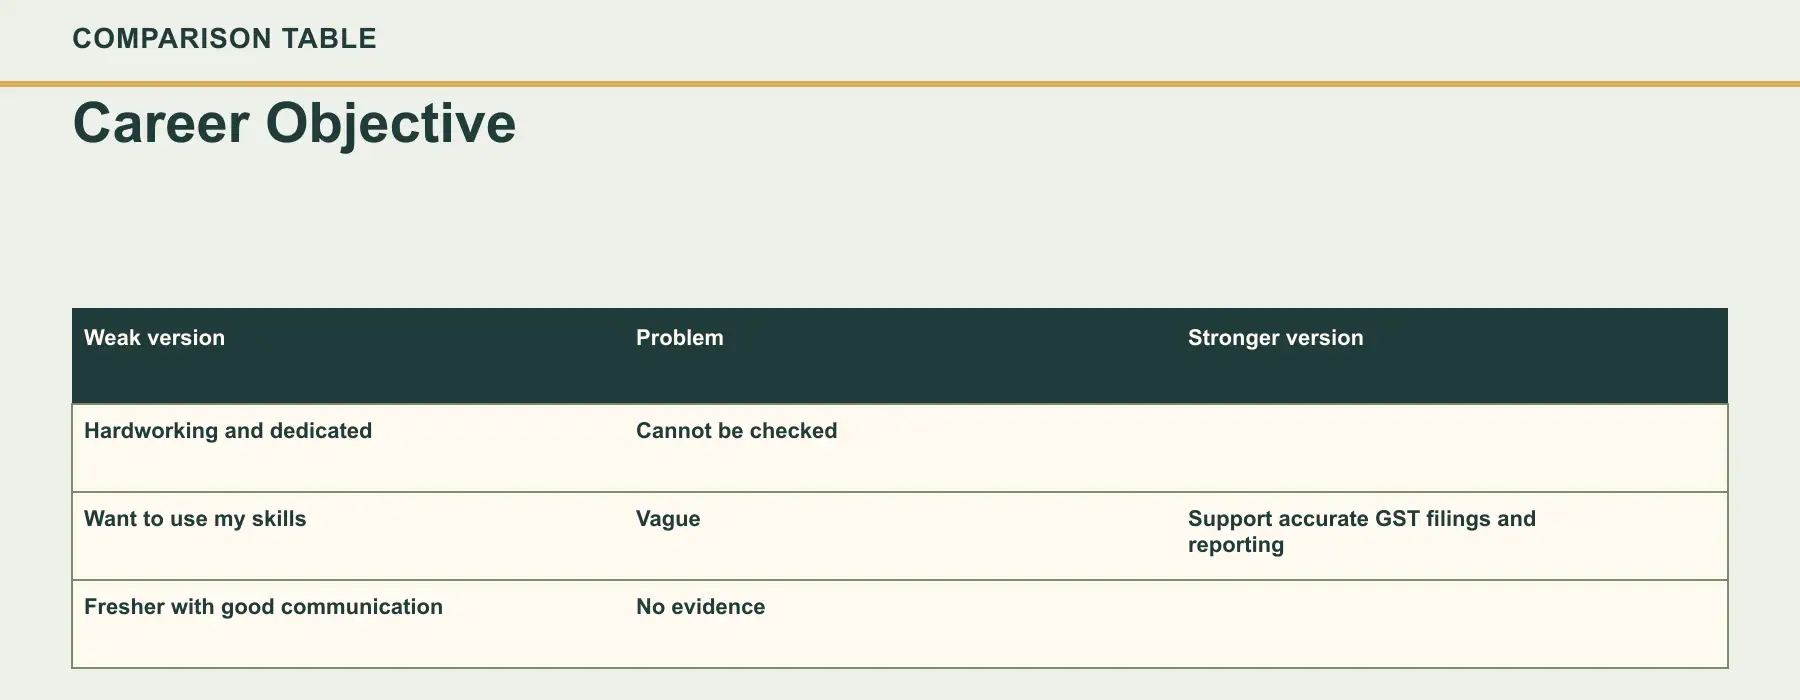 COMPARISON TABLE
Career Objective
Weak version Problem Stronger version
Hardworking and dedicated Cannot be checked
Want to use my skills Vague Support accurate GST filings and
reporting
Fresher with good communication No evidence